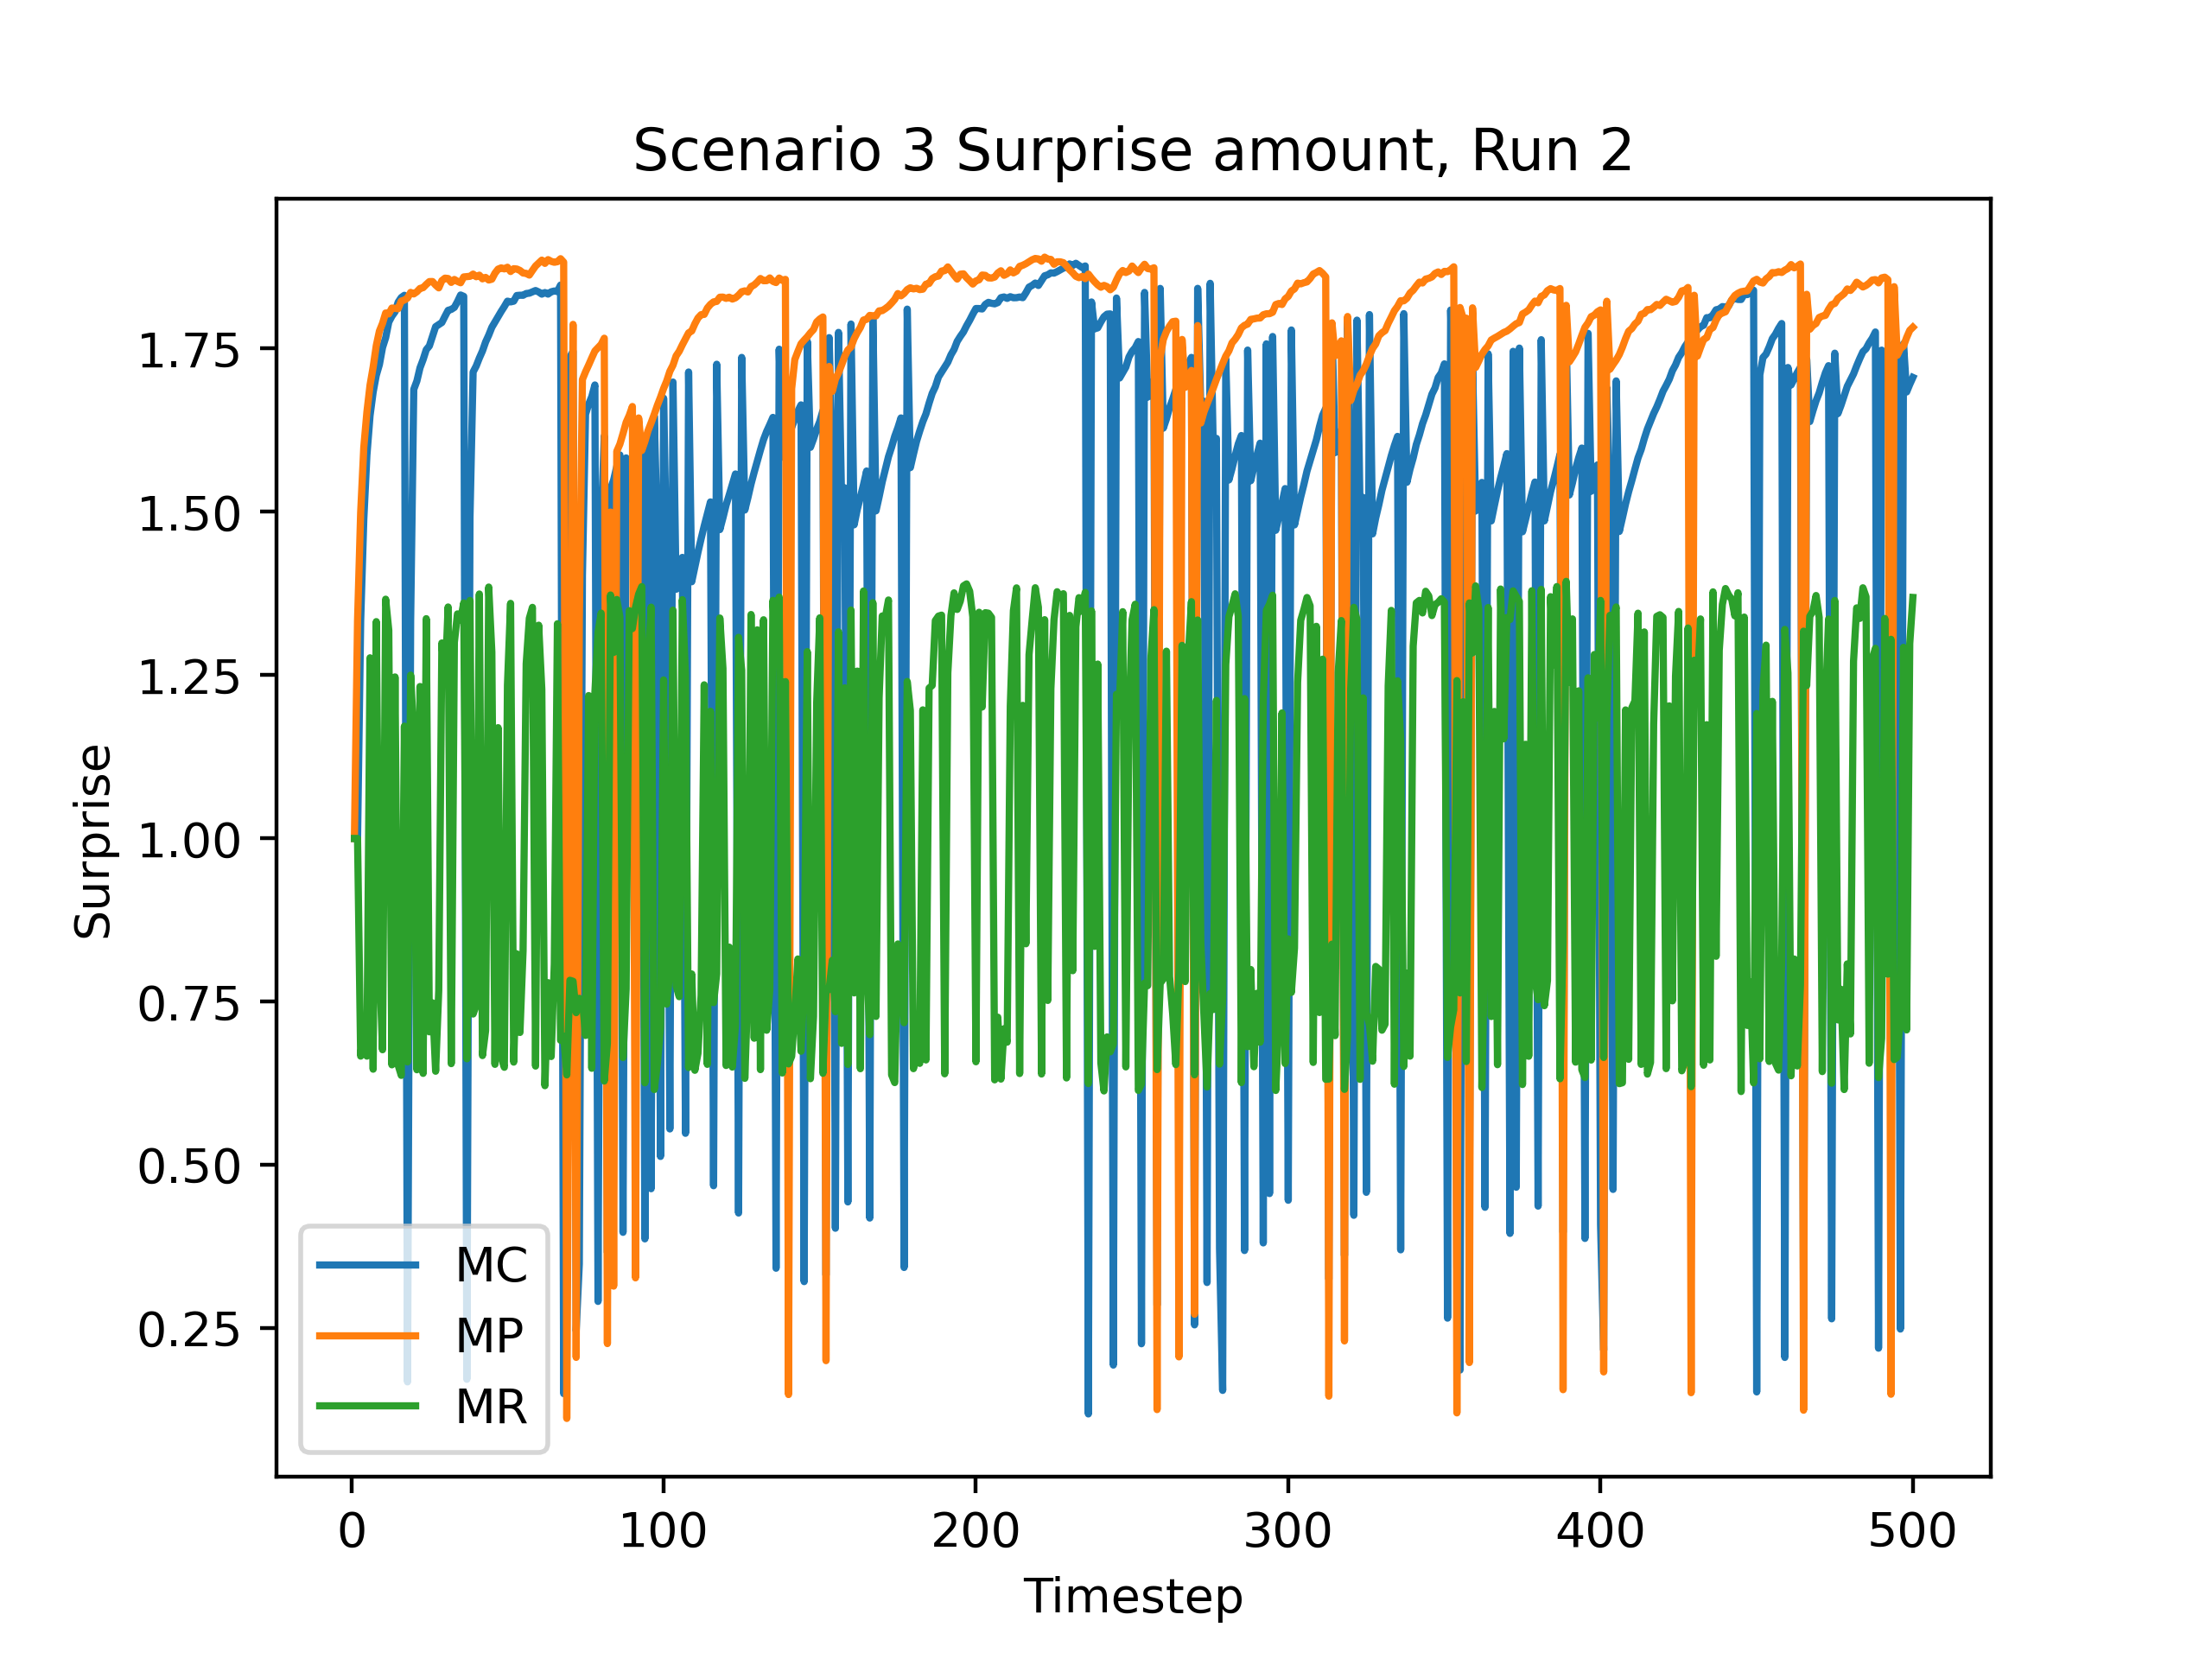 Scenario 3 Surprise amount, Run 2
Surprise
1.75
1.50
1.25
1.00
0.75
0.50
0.25
MC
MP
MR
0 100 200 300 400 500
Timestep